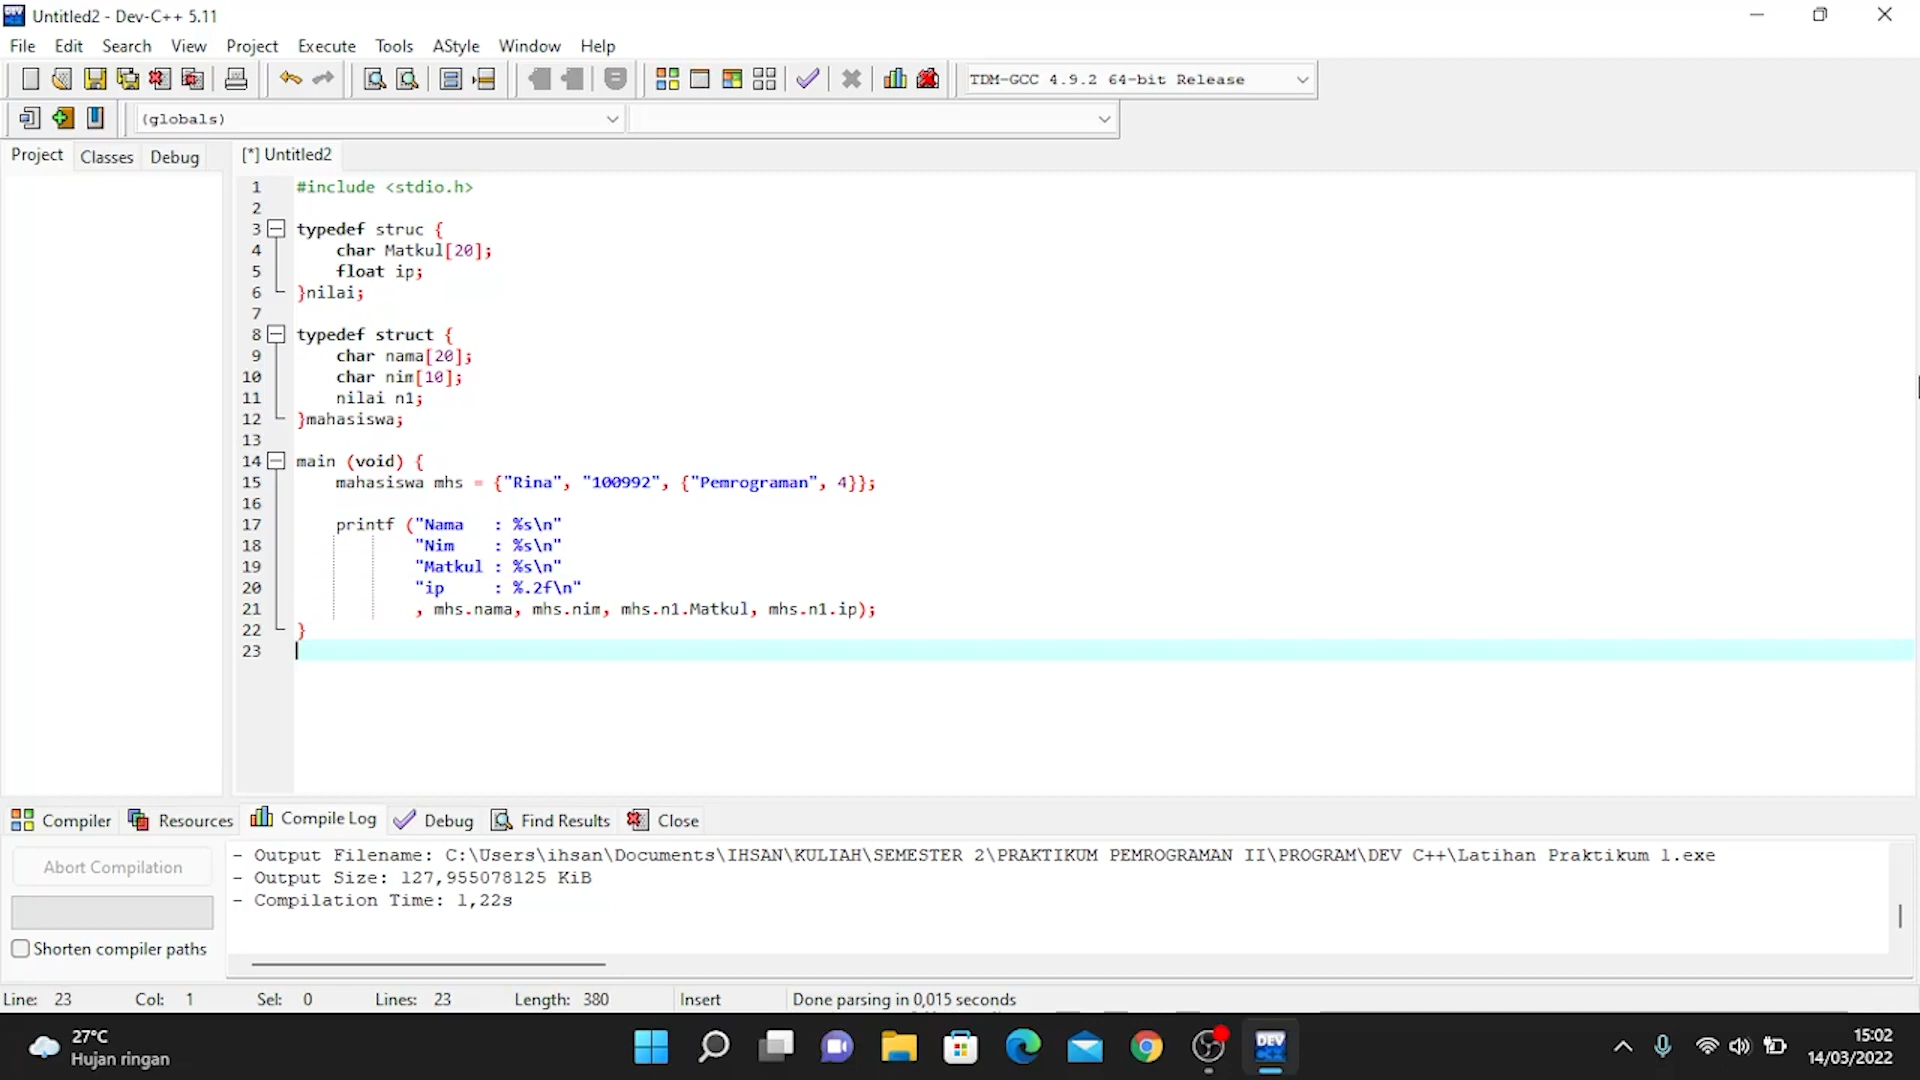 Untitled2 - Dev-C++ 5.11
File Edit Search View Project Execute Tools AStyle Window Help
TDM-GCC 4.9.2 64-bit Release
(globals)
Project Classes Debug [*] Untitled2
1 #include <stdio.h>
2
3 typedef struc {
4 char Matkul[20];
5 float ip;
6 }nilai;
7
8 typedef struct {
9 char nama[20];
10 char nim[10];
11 nilai n1;
12 }mahasiswa;
13
14 main (void) {
15 mahasiswa mhs = {"Rina", "100992", {"Pemrograman", 4}};
16
17 printf ("Nama : %s\n"
18 "Nim : %s\n"
19 "Matkul : %s\n"
20 "ip : %.2f\n"
21 , mhs.nama, mhs.nim, mhs.n1.Matkul, mhs.n1.ip);
22 }
23
Compiler Resources Compile Log Debug Find Results Close
Abort Compilation
Shorten compiler paths
- Output Filename: C:\Users\ihsan\Documents\IHSAN\KULIAH\SEMESTER 2\PRAKTIKUM PEMROGRAMAN II\PROGRAM\DEV C++\Latihan Praktikum 1.exe
- Output Size: 127,955078125 KiB
- Compilation Time: 1,22s
Line: 23 Col: 1 Sel: 0 Lines: 23 Length: 380 Insert Done parsing in 0,015 seconds
27°C
Hujan ringan
DEV
15:02
14/03/2022